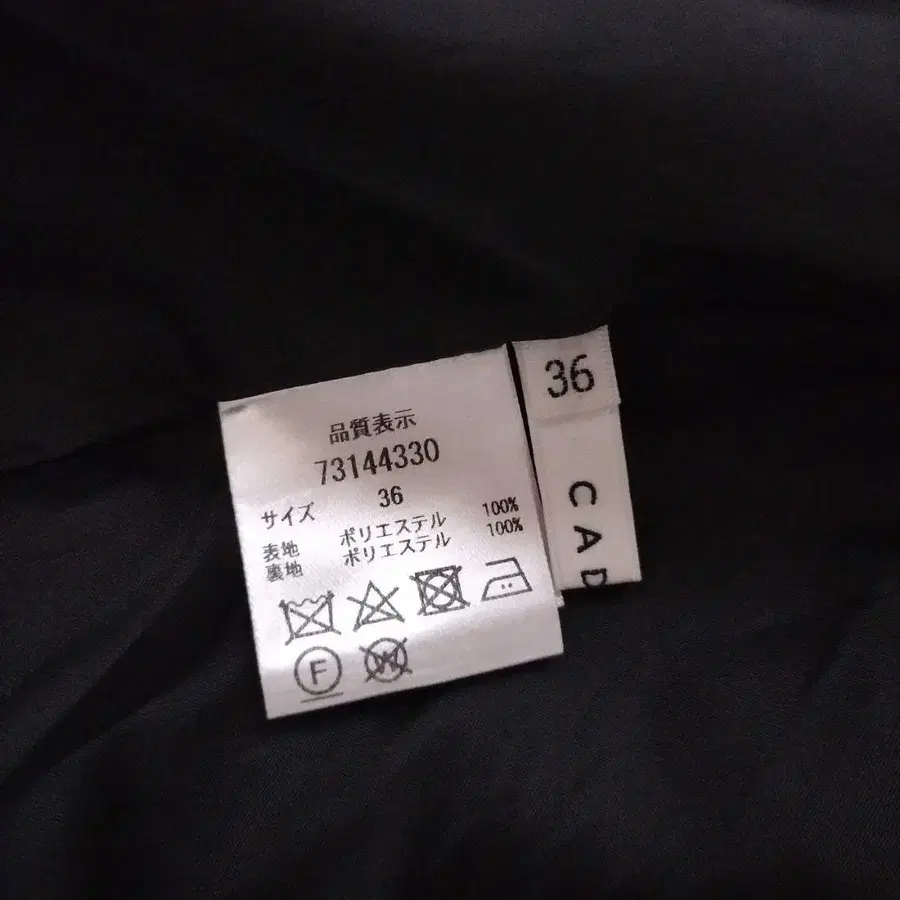 品質表示
73144330
サイズ 36
表地 ポリエステル 100%
裏地 ポリエステル 100%
F
W
36
CAD